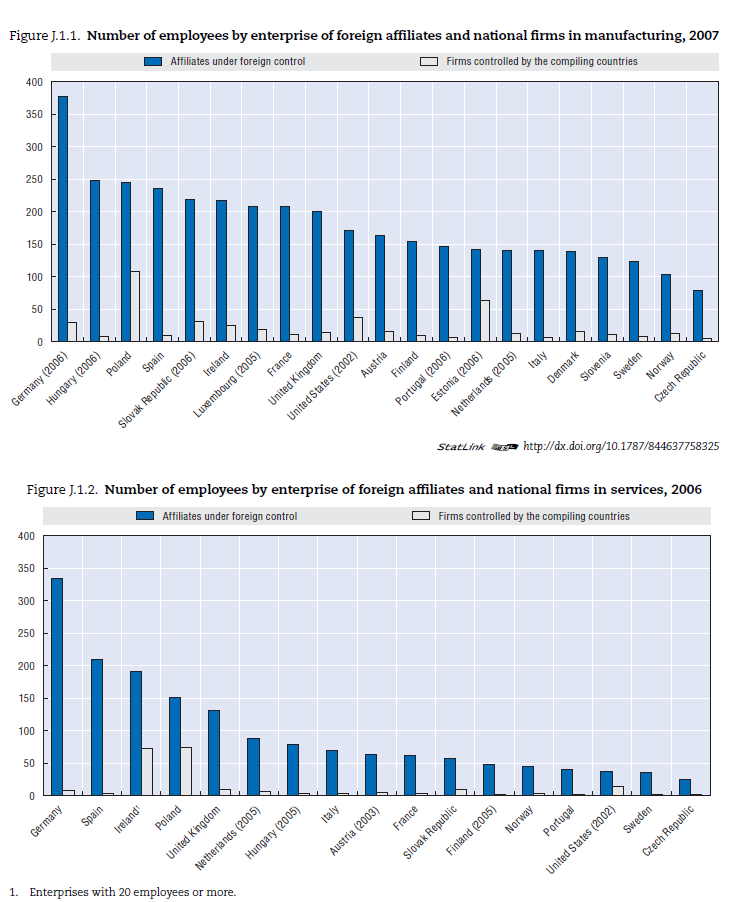 Figure J.1.1. Number of employees by enterprise of foreign affiliates and national firms in manufacturing, 2007
Affiliates under foreign control Firms controlled by the compiling countries
400
350
300
250
200
150
100
50
0
Germany (2006) Hungary (2006) Poland Spain Slovak Republic (2006) Ireland Luxembourg (2005) France United Kingdom United States (2002) Austria Finland Portugal (2006) Estonia (2006) Netherlands (2005) Italy Denmark Slovenia Sweden Norway Czech Republic
StatLink http://dx.doi.org/10.1787/844637758325
Figure J.1.2. Number of employees by enterprise of foreign affiliates and national firms in services, 2006
Affiliates under foreign control Firms controlled by the compiling countries
400
350
300
250
200
150
100
50
0
Germany Spain Ireland¹ Poland United Kingdom Netherlands (2005) Hungary (2005) Italy Austria (2003) France Slovak Republic Finland (2005) Norway Portugal United States (2002) Sweden Czech Republic
1. Enterprises with 20 employees or more.